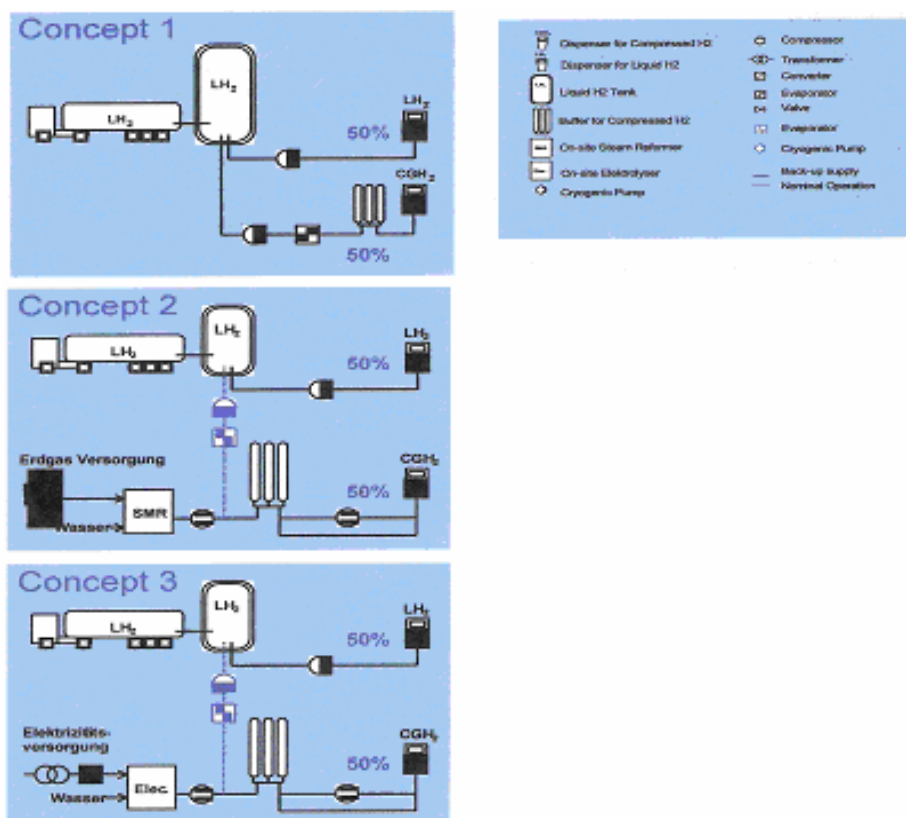 Concept 1
LH2
LH2
LH2
50%
CGH2
50%
Dispenser for Compressed H2
Dispenser for Liquid H2
Liquid H2 Tank
Buffer for Compressed H2
On-site Steam Reformer
On-site Elektrolyser
Cryogenic Pump
Compressor
Transformer
Converter
Evaporator
Valve
Evaporator
Cryogenic Pump
Back-up supply
Nominal Operation
Concept 2
LH2
LH2
LH2
50%
Erdgas Versorgung
CGH2
50%
SMR
Wasser
Concept 3
LH2
LH2
LH2
50%
Elektrizitäts-
versorgung
CGH2
50%
Elec.
Wasser